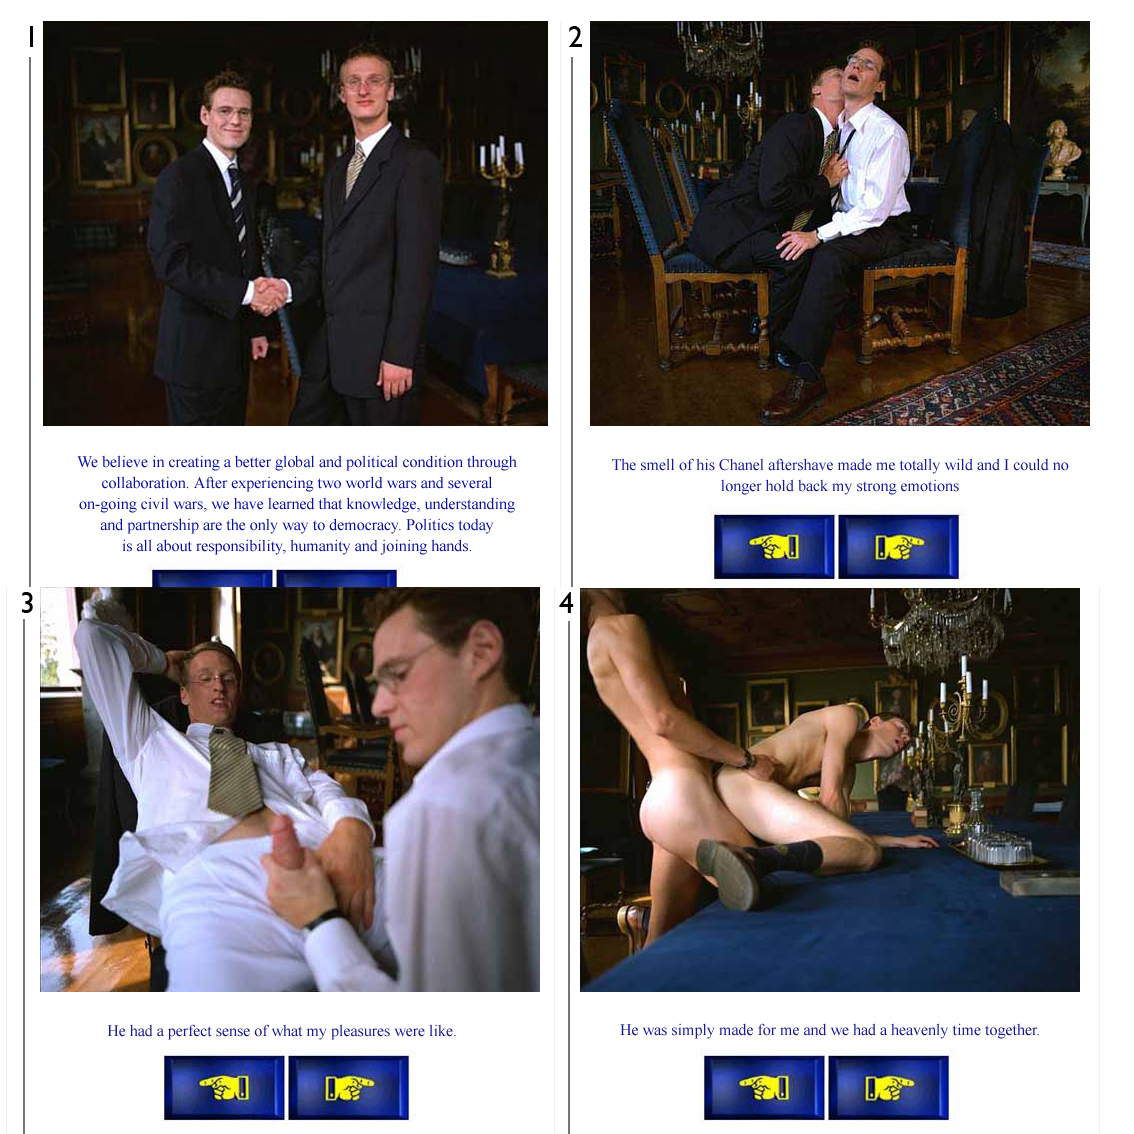 1
We believe in creating a better global and political condition through
collaboration. After experiencing two world wars and several
on-going civil wars, we have learned that knowledge, understanding
and partnership are the only way to democracy. Politics today
is all about responsibility, humanity and joining hands.
2
The smell of his Chanel aftershave made me totally wild and I could no
longer hold back my strong emotions
3
He had a perfect sense of what my pleasures were like.
4
He was simply made for me and we had a heavenly time together.